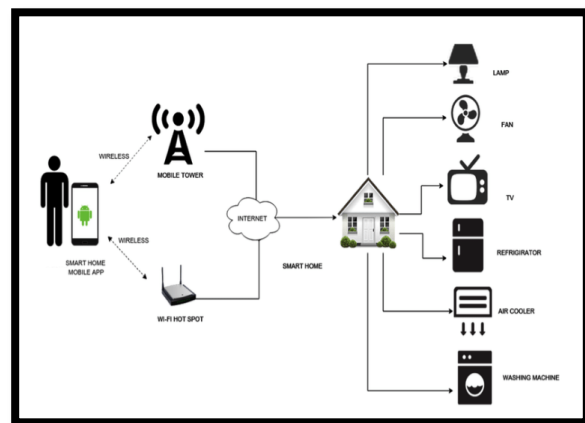 WIRELESS
MOBILE TOWER
WIRELESS
SMART HOME
MOBILE APP
WI-FI HOT SPOT
INTERNET
SMART HOME
LAMP
FAN
TV
REFRIGIRATOR
AIR COOLER
WASHING MACHINE